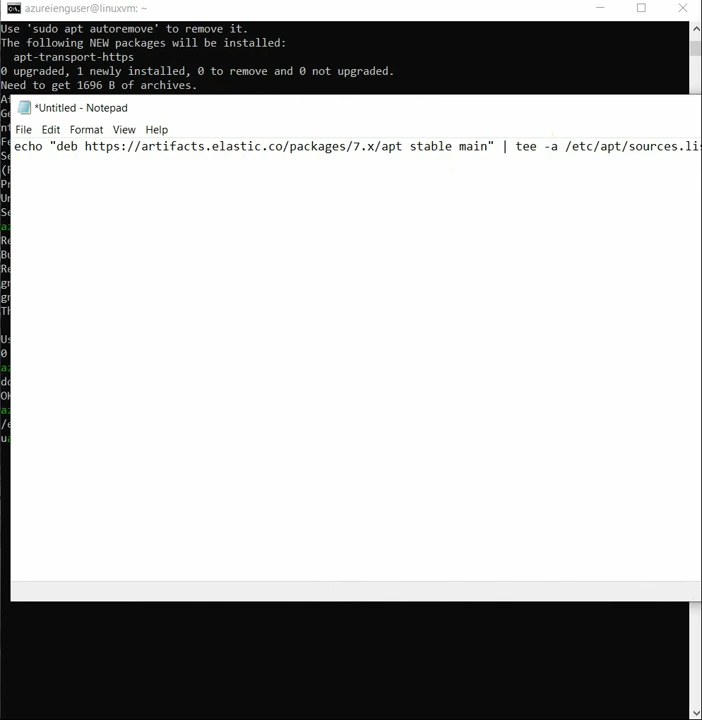 azureienguser@linuxvm: ~
Use 'sudo apt autoremove' to remove it.
The following NEW packages will be installed:
apt-transport-https
0 upgraded, 1 newly installed, 0 to remove and 0 not upgraded.
Need to get 1696 B of archives.
*Untitled - Notepad
File Edit Format View Help
echo "deb https://artifacts.elastic.co/packages/7.x/apt stable main" | tee -a /etc/apt/sources.lis